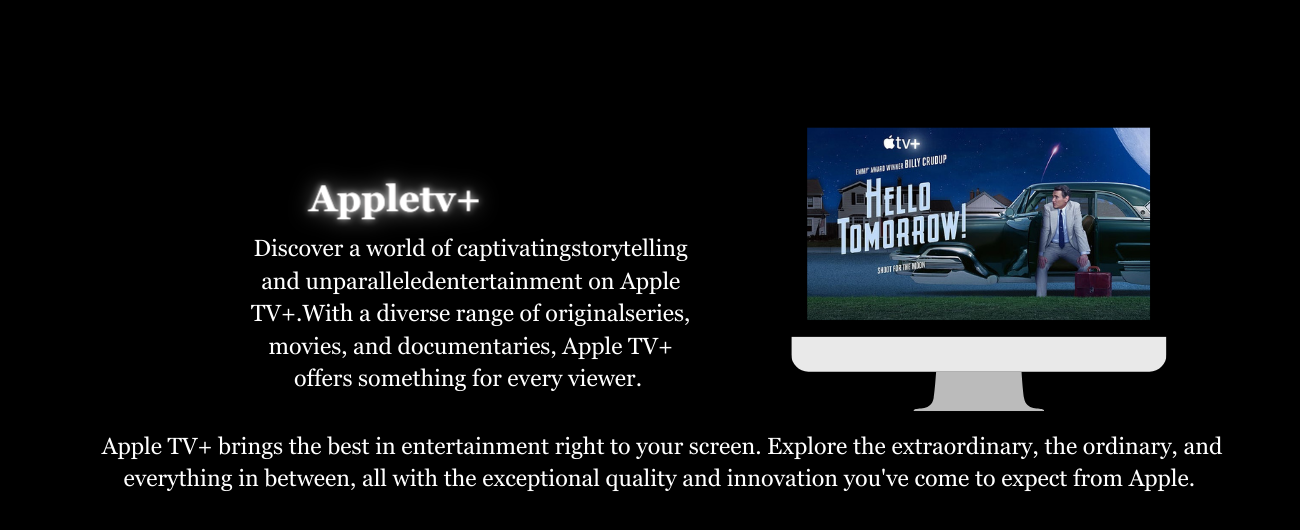 Appletv+
Discover a world of captivatingstorytelling
and unparalleledentertainment on Apple
TV+.With a diverse range of originalseries,
movies, and documentaries, Apple TV+
offers something for every viewer.
tv+
EMMY AWARD WINNER BILLY CRUDUP
HELLO
TOMORROW!
SHOOT FOR THE MOON
Apple TV+ brings the best in entertainment right to your screen. Explore the extraordinary, the ordinary, and
everything in between, all with the exceptional quality and innovation you've come to expect from Apple.